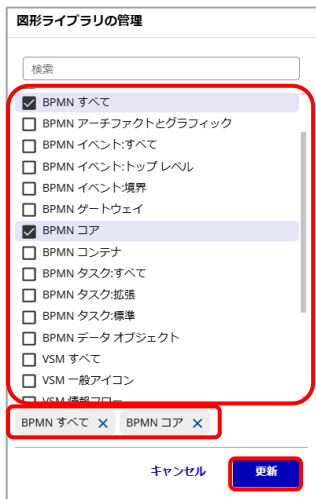 図形ライブラリの管理
検索
BPMN すべて
BPMN アーチファクトとグラフィック
BPMN イベント:すべて
BPMN イベント:トップ レベル
BPMN イベント:境界
BPMN ゲートウェイ
BPMN コア
BPMN コンテナ
BPMN タスク:すべて
BPMN タスク:拡張
BPMN タスク:標準
BPMN データ オブジェクト
VSM すべて
VSM 一般アイコン
VSM 情報フロー
BPMN すべて × BPMN コア ×
キャンセル 更新